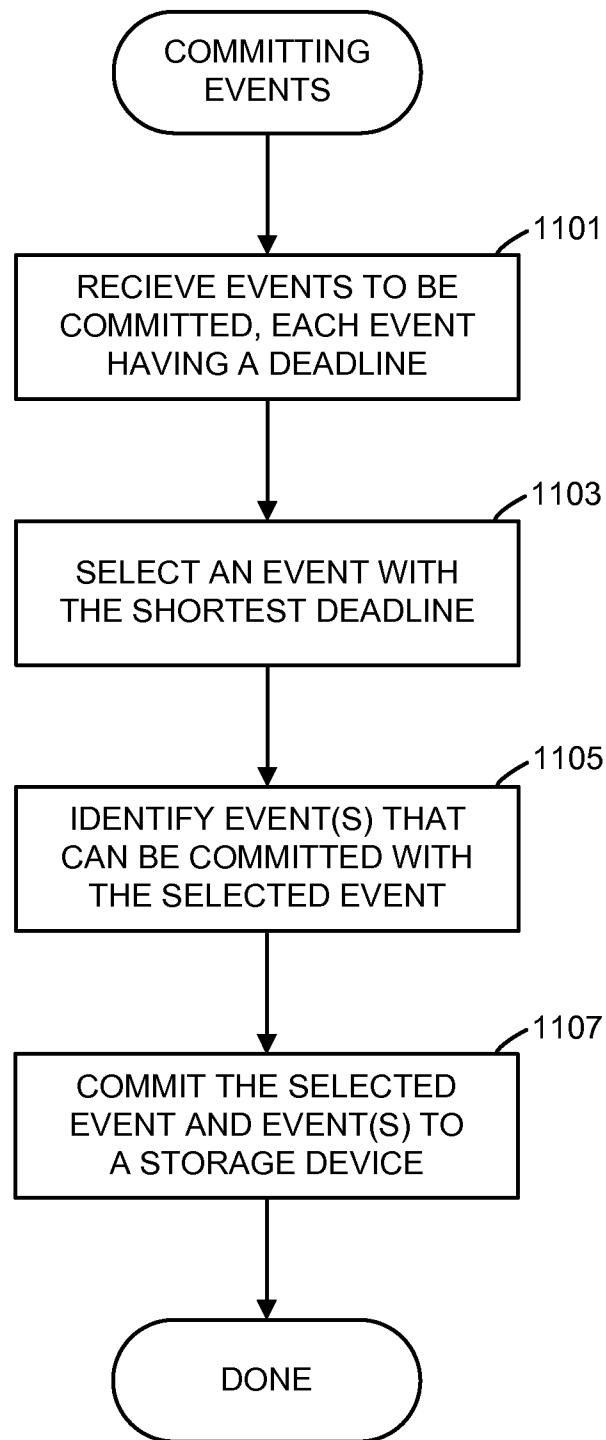 COMMITTING
EVENTS
1101
RECIEVE EVENTS TO BE
COMMITTED, EACH EVENT
HAVING A DEADLINE
1103
SELECT AN EVENT WITH
THE SHORTEST DEADLINE
1105
IDENTIFY EVENT(S) THAT
CAN BE COMMITTED WITH
THE SELECTED EVENT
1107
COMMIT THE SELECTED
EVENT AND EVENT(S) TO
A STORAGE DEVICE
DONE